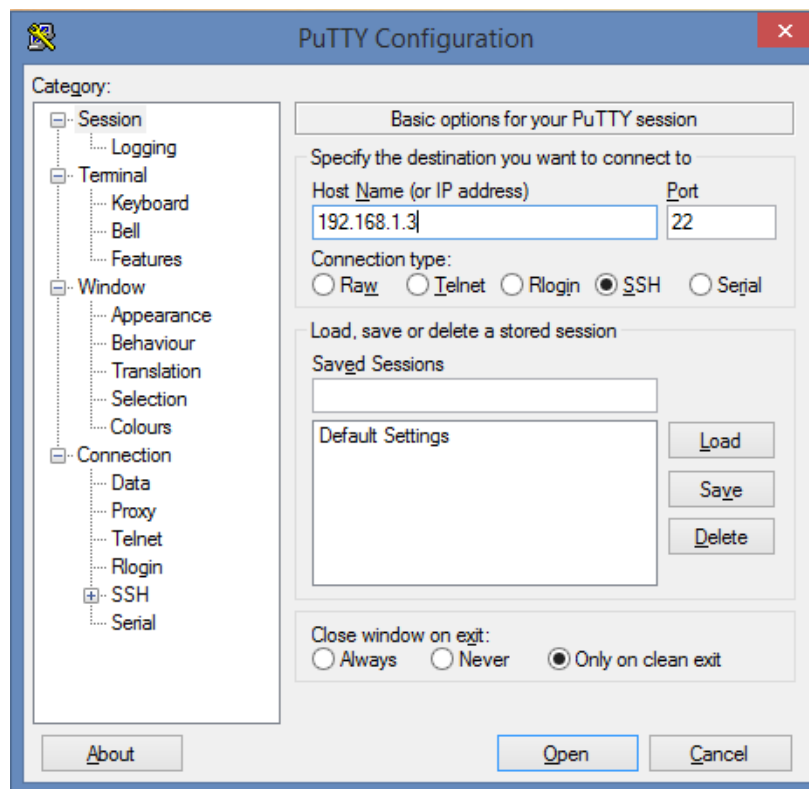 PuTTY Configuration
Category:
Session
Logging
Terminal
Keyboard
Bell
Features
Window
Appearance
Behaviour
Translation
Selection
Colours
Connection
Data
Proxy
Telnet
Rlogin
SSH
Serial
Basic options for your PuTTY session
Specify the destination you want to connect to
Host Name (or IP address) Port
192.168.1.3 22
Connection type:
Raw Telnet Rlogin SSH Serial
Load, save or delete a stored session
Saved Sessions
Default Settings
Load
Save
Delete
Close window on exit:
Always Never Only on clean exit
About Open Cancel